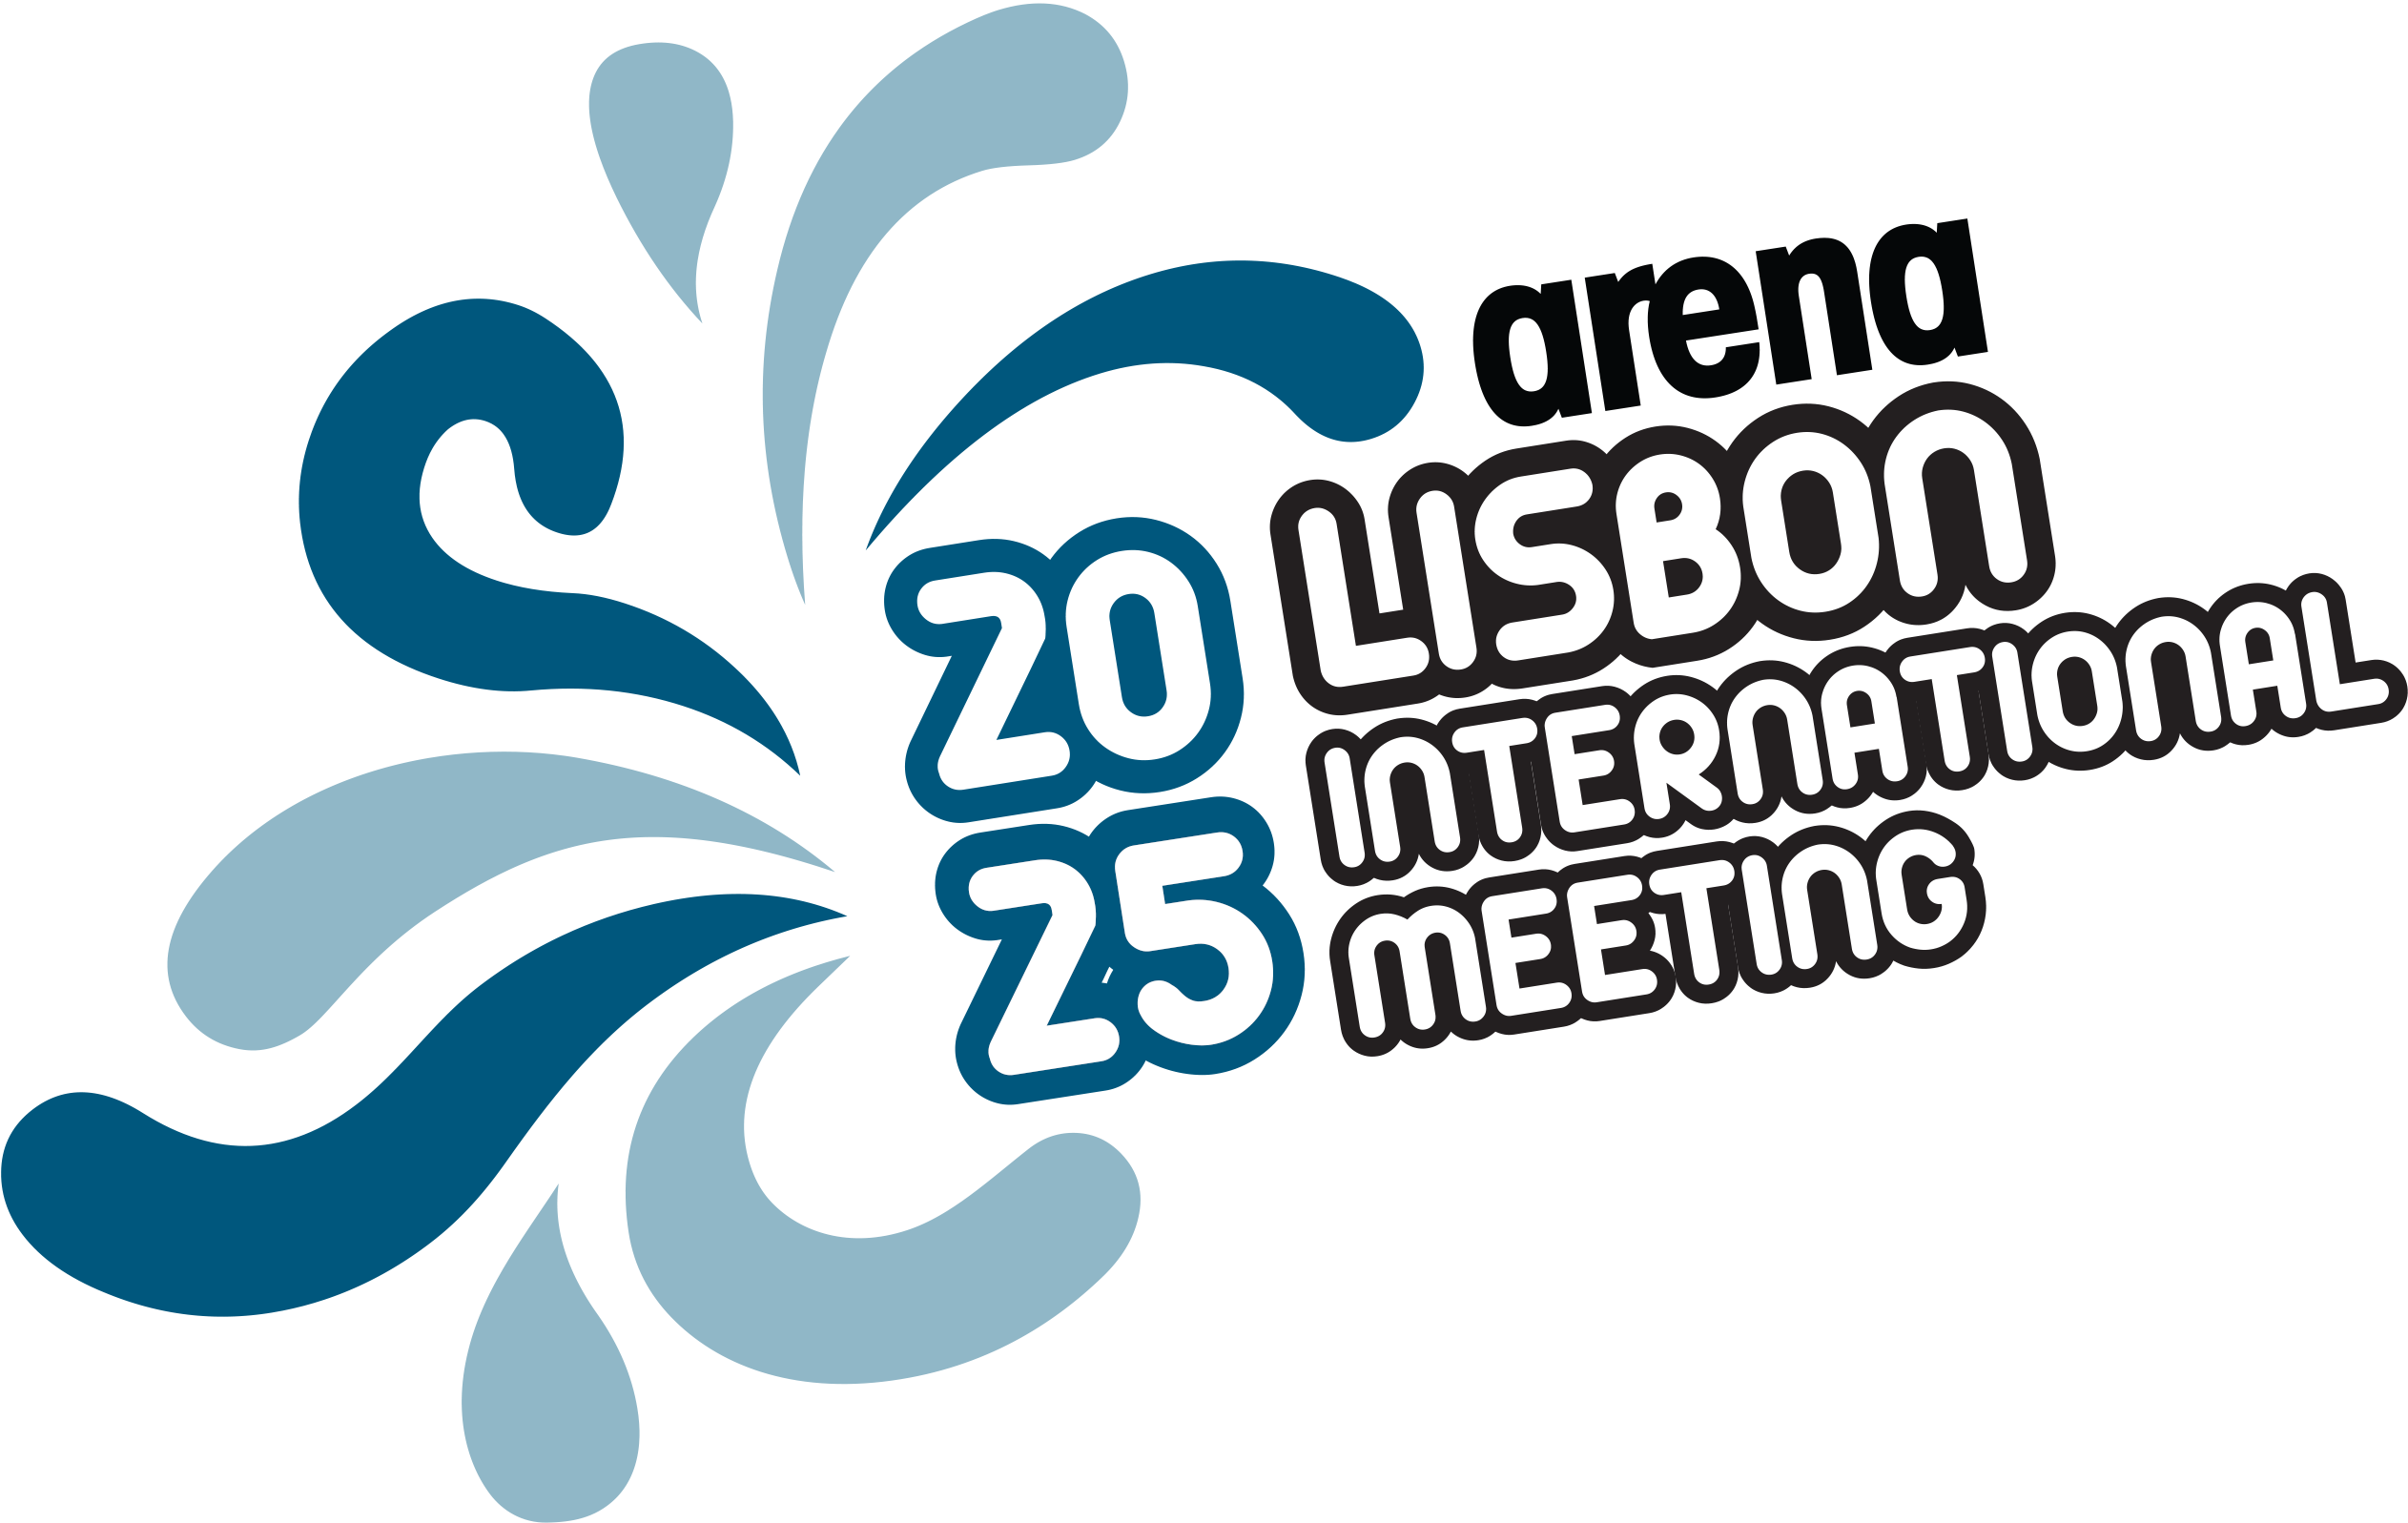 arena
20
25
LISBON
INTERNATIONAL
MEETING